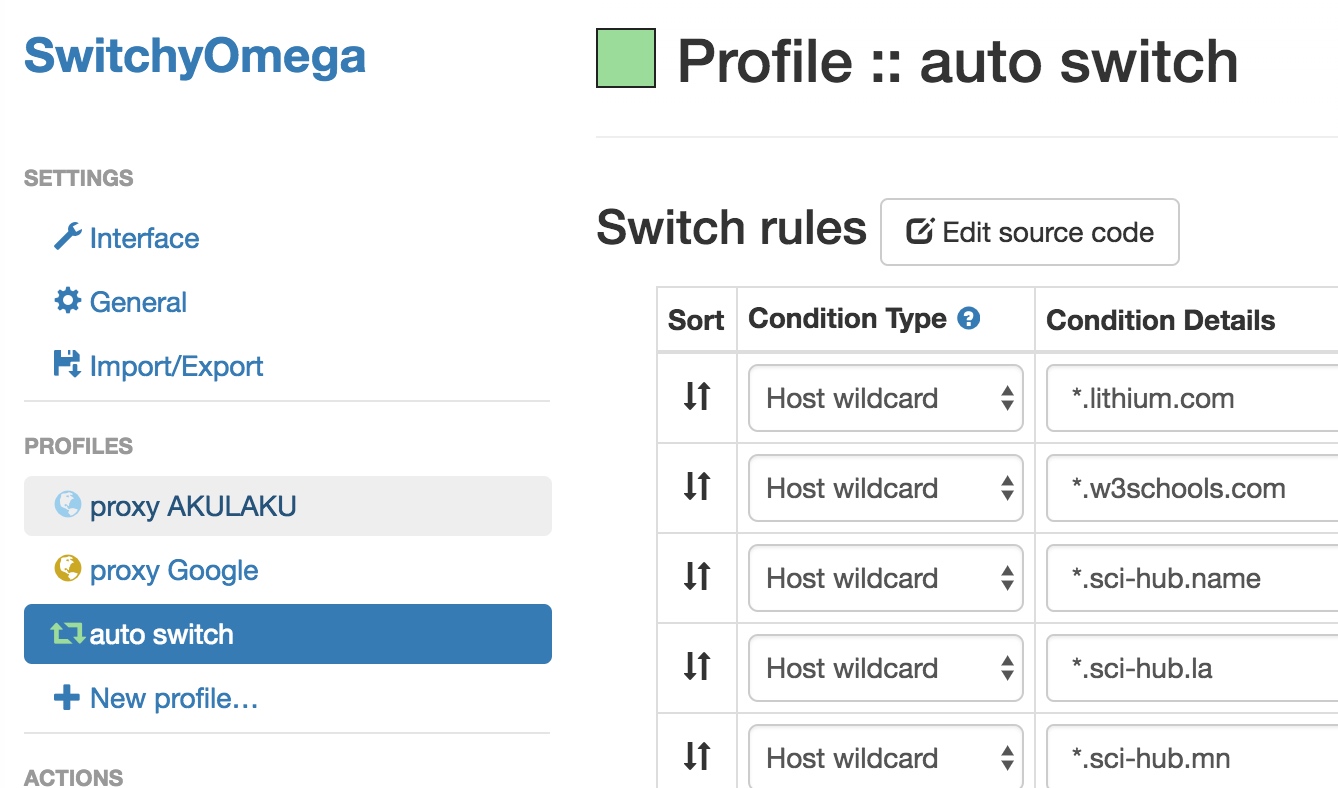 SwitchyOmega
SETTINGS
Interface
General
Import/Export
PROFILES
proxy AKULAKU
proxy Google
auto switch
New profile...
ACTIONS
Profile :: auto switch
Switch rules
Edit source code
Sort Condition Type ? Condition Details
Host wildcard *.lithium.com
Host wildcard *.w3schools.com
Host wildcard *.sci-hub.name
Host wildcard *.sci-hub.la
Host wildcard *.sci-hub.mn